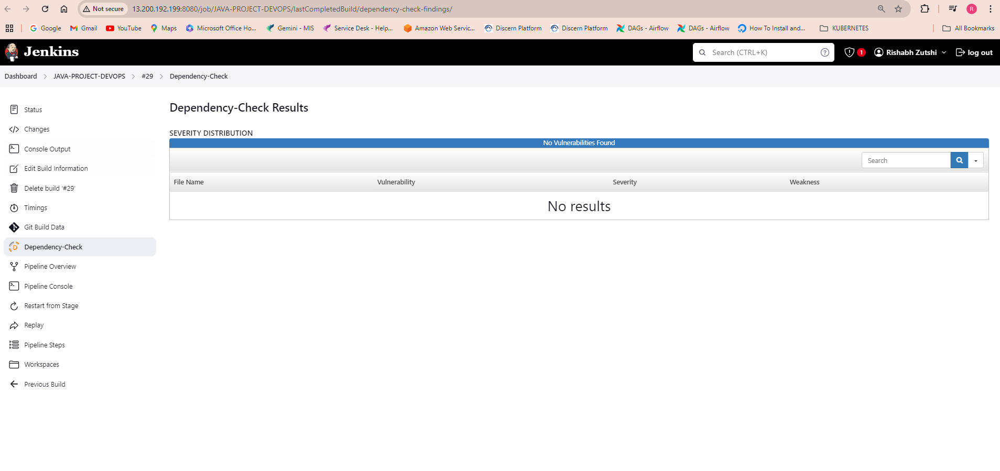 Not secure 13.200.192.199:8080/job/JAVA-PROJECT-DEVOPS/lastCompletedBuild/dependency-check-findings/ R
Google Gmail YouTube Maps Microsoft Office Ho... Gemini - MIS Service Desk - Help... Amazon Web Servic... Discern Platform Discern Platform DAGs - Airflow DAGs - Airflow How To Install and... KUBERNETES All Bookmarks
Jenkins Search (CTRL+K) ? 1 Rishabh Zutshi log out
Dashboard JAVA-PROJECT-DEVOPS #29 Dependency-Check
Status
Changes
Console Output
Edit Build Information
Delete build ‘#29’
Timings
Git Build Data
Dependency-Check
Pipeline Overview
Pipeline Console
Restart from Stage
Replay
Pipeline Steps
Workspaces
Previous Build
Dependency-Check Results
SEVERITY DISTRIBUTION
No Vulnerabilities Found
Search
File Name Vulnerability Severity Weakness
No results